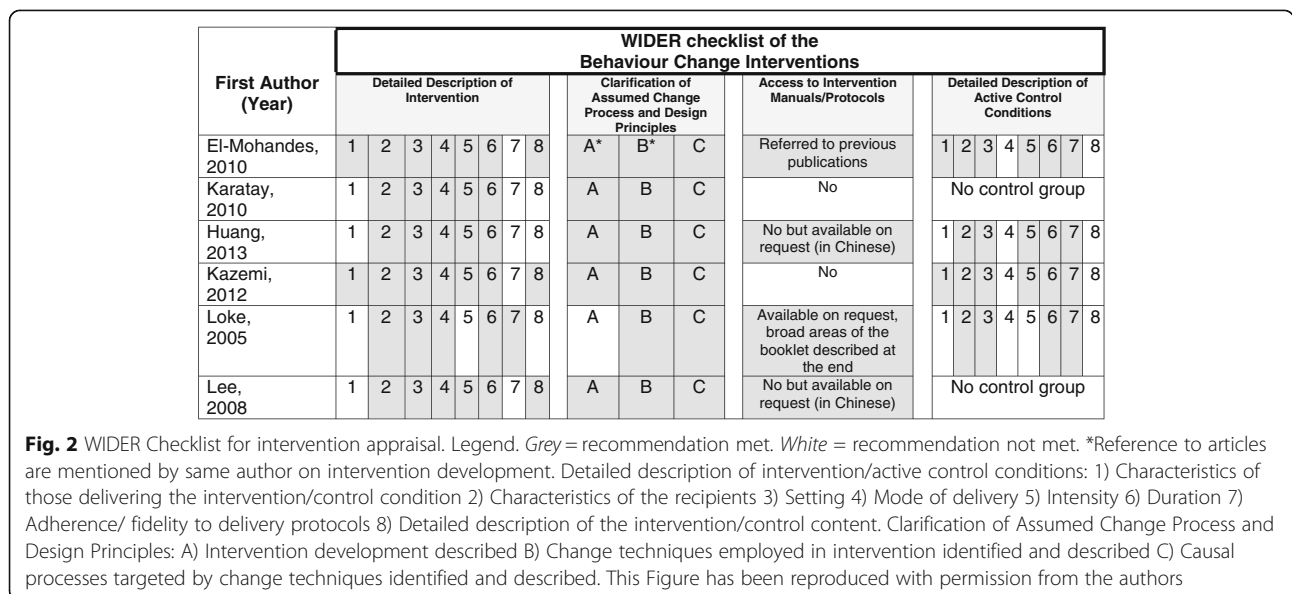 WIDER checklist of the
Behaviour Change Interventions
First Author
(Year)
Detailed Description of
Intervention
Clarification of
Assumed Change
Process and Design
Principles
Access to Intervention
Manuals/Protocols
Detailed Description of
Active Control
Conditions
El-Mohandes,
2010
1 2 3 4 5 6 7 8
A* B* C
Referred to previous
publications
1 2 3 4 5 6 7 8
Karatay,
2010
1 2 3 4 5 6 7 8
A B C
No
No control group
Huang,
2013
1 2 3 4 5 6 7 8
A B C
No but available on
request (in Chinese)
1 2 3 4 5 6 7 8
Kazemi,
2012
1 2 3 4 5 6 7 8
A B C
No
1 2 3 4 5 6 7 8
Loke,
2005
1 2 3 4 5 6 7 8
A B C
Available on request,
broad areas of the
booklet described at
the end
1 2 3 4 5 6 7 8
Lee,
2008
1 2 3 4 5 6 7 8
A B C
No but available on
request (in Chinese)
No control group
Fig. 2 WIDER Checklist for intervention appraisal. Legend. Grey = recommendation met. White = recommendation not met. *Reference to articles
are mentioned by same author on intervention development. Detailed description of intervention/active control conditions: 1) Characteristics of
those delivering the intervention/control condition 2) Characteristics of the recipients 3) Setting 4) Mode of delivery 5) Intensity 6) Duration 7)
Adherence/ fidelity to delivery protocols 8) Detailed description of the intervention/control content. Clarification of Assumed Change Process and
Design Principles: A) Intervention development described B) Change techniques employed in intervention identified and described C) Causal
processes targeted by change techniques identified and described. This Figure has been reproduced with permission from the authors